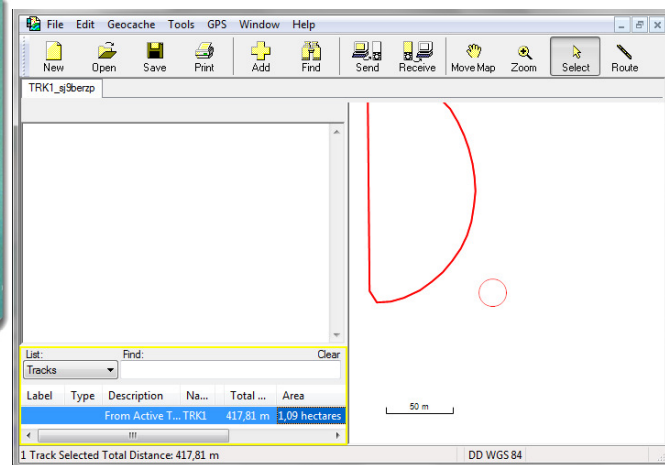 File Edit Geocache Tools GPS Window Help
New Open Save Print Add Find Send Receive Move Map Zoom Select Route
TRK1_sj9berzp
List: Find: Clear
Tracks
Label Type Description Na... Total ... Area
From Active T... TRK1 417,81 m 1,09 hectares
50 m
1 Track Selected Total Distance: 417,81 m DD WGS 84